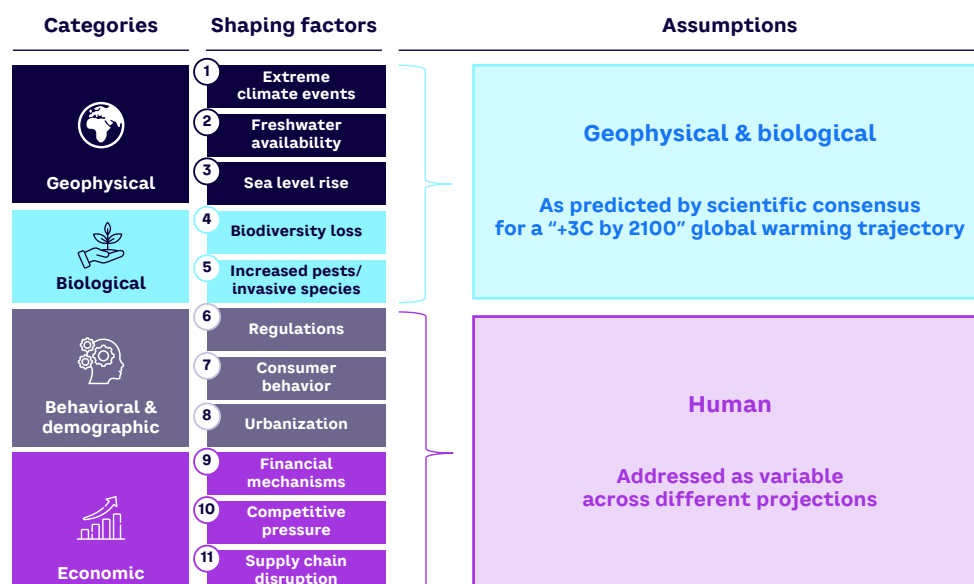 Categories
Shaping factors
Assumptions
Geophysical
1
Extreme
climate events
2
Freshwater
availability
3
Sea level rise
Biological
4
Biodiversity loss
5
Increased pests/
invasive species
Geophysical & biological
As predicted by scientific consensus
for a “+3C by 2100” global warming trajectory
Behavioral &
demographic
6
Regulations
7
Consumer
behavior
8
Urbanization
Economic
9
Financial
mechanisms
10
Competitive
pressure
11
Supply chain
disruption
Human
Addressed as variable
across different projections